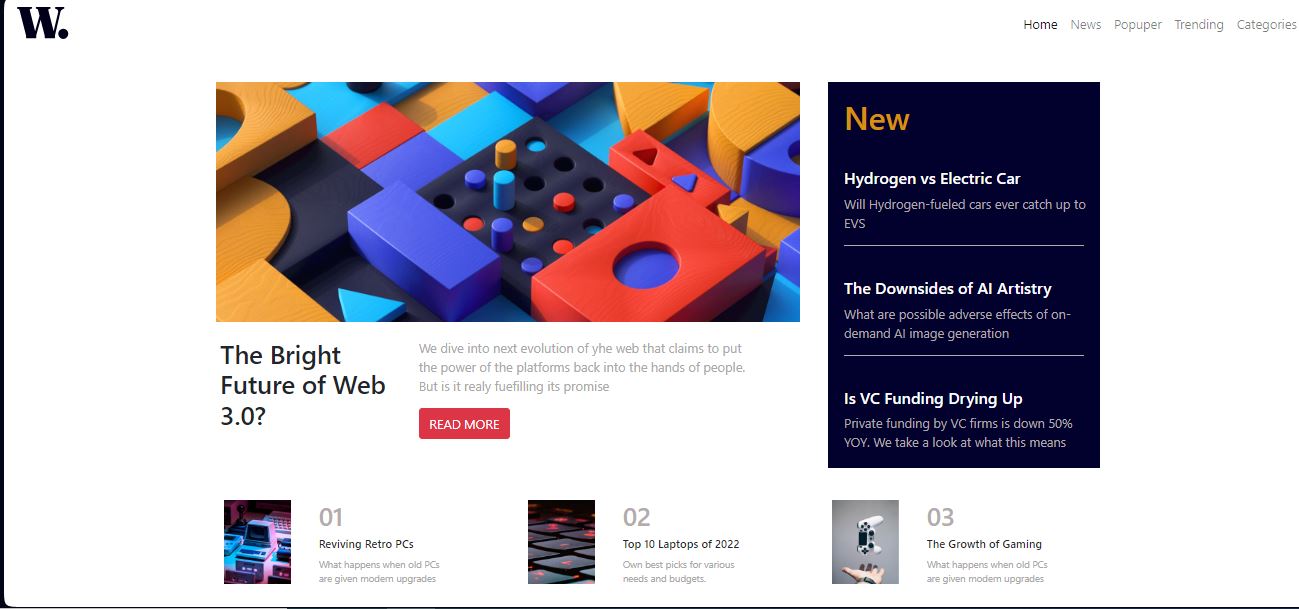 W.
Home News Popuper Trending Categories
The Bright
Future of Web
3.0?
We dive into next evolution of yhe web that claims to put
the power of the platforms back into the hands of people.
But is it realy fuefilling its promise
READ MORE
New
Hydrogen vs Electric Car
Will Hydrogen-fueled cars ever catch up to
EVS
The Downsides of AI Artistry
What are possible adverse effects of on-
demand AI image generation
Is VC Funding Drying Up
Private funding by VC firms is down 50%
YOY. We take a look at what this means
01
Reviving Retro PCs
What happens when old PCs
are given modern upgrades
02
Top 10 Laptops of 2022
Own best picks for various
needs and budgets.
03
The Growth of Gaming
What happens when old PCs
are given modern upgrades